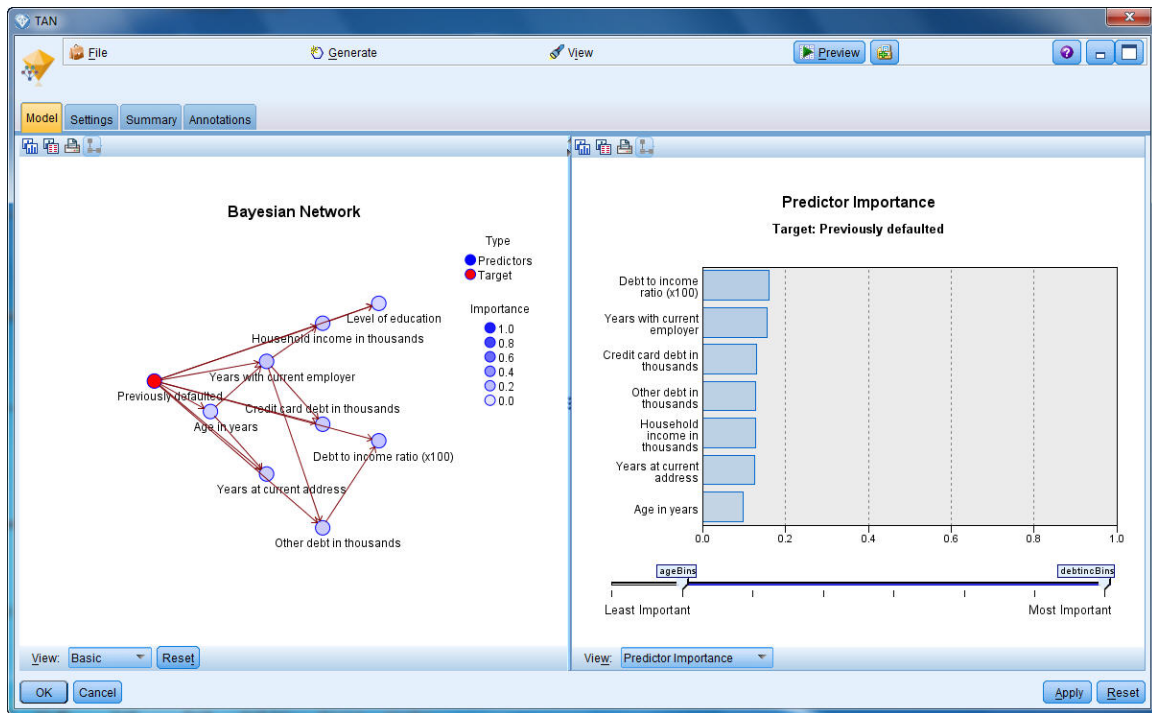 TAN
File
Generate
View
Preview
Model
Settings
Summary
Annotations
Bayesian Network
Type
Predictors
Target
Importance
1.0
0.8
0.6
0.4
0.2
0.0
Level of education
Household income in thousands
Years with current employer
Previously defaulted
Credit card debt in thousands
Age in years
Debt to income ratio (x100)
Years at current address
Other debt in thousands
View:
Basic
Reset
Predictor Importance
Target: Previously defaulted
Debt to income
ratio (x100)
Years with current
employer
Credit card debt in
thousands
Other debt in
thousands
Household
income in
thousands
Years at current
address
Age in years
0.0
0.2
0.4
0.6
0.8
1.0
ageBins
debtincBins
Least Important
Most Important
View:
Predictor Importance
OK
Cancel
Apply
Reset